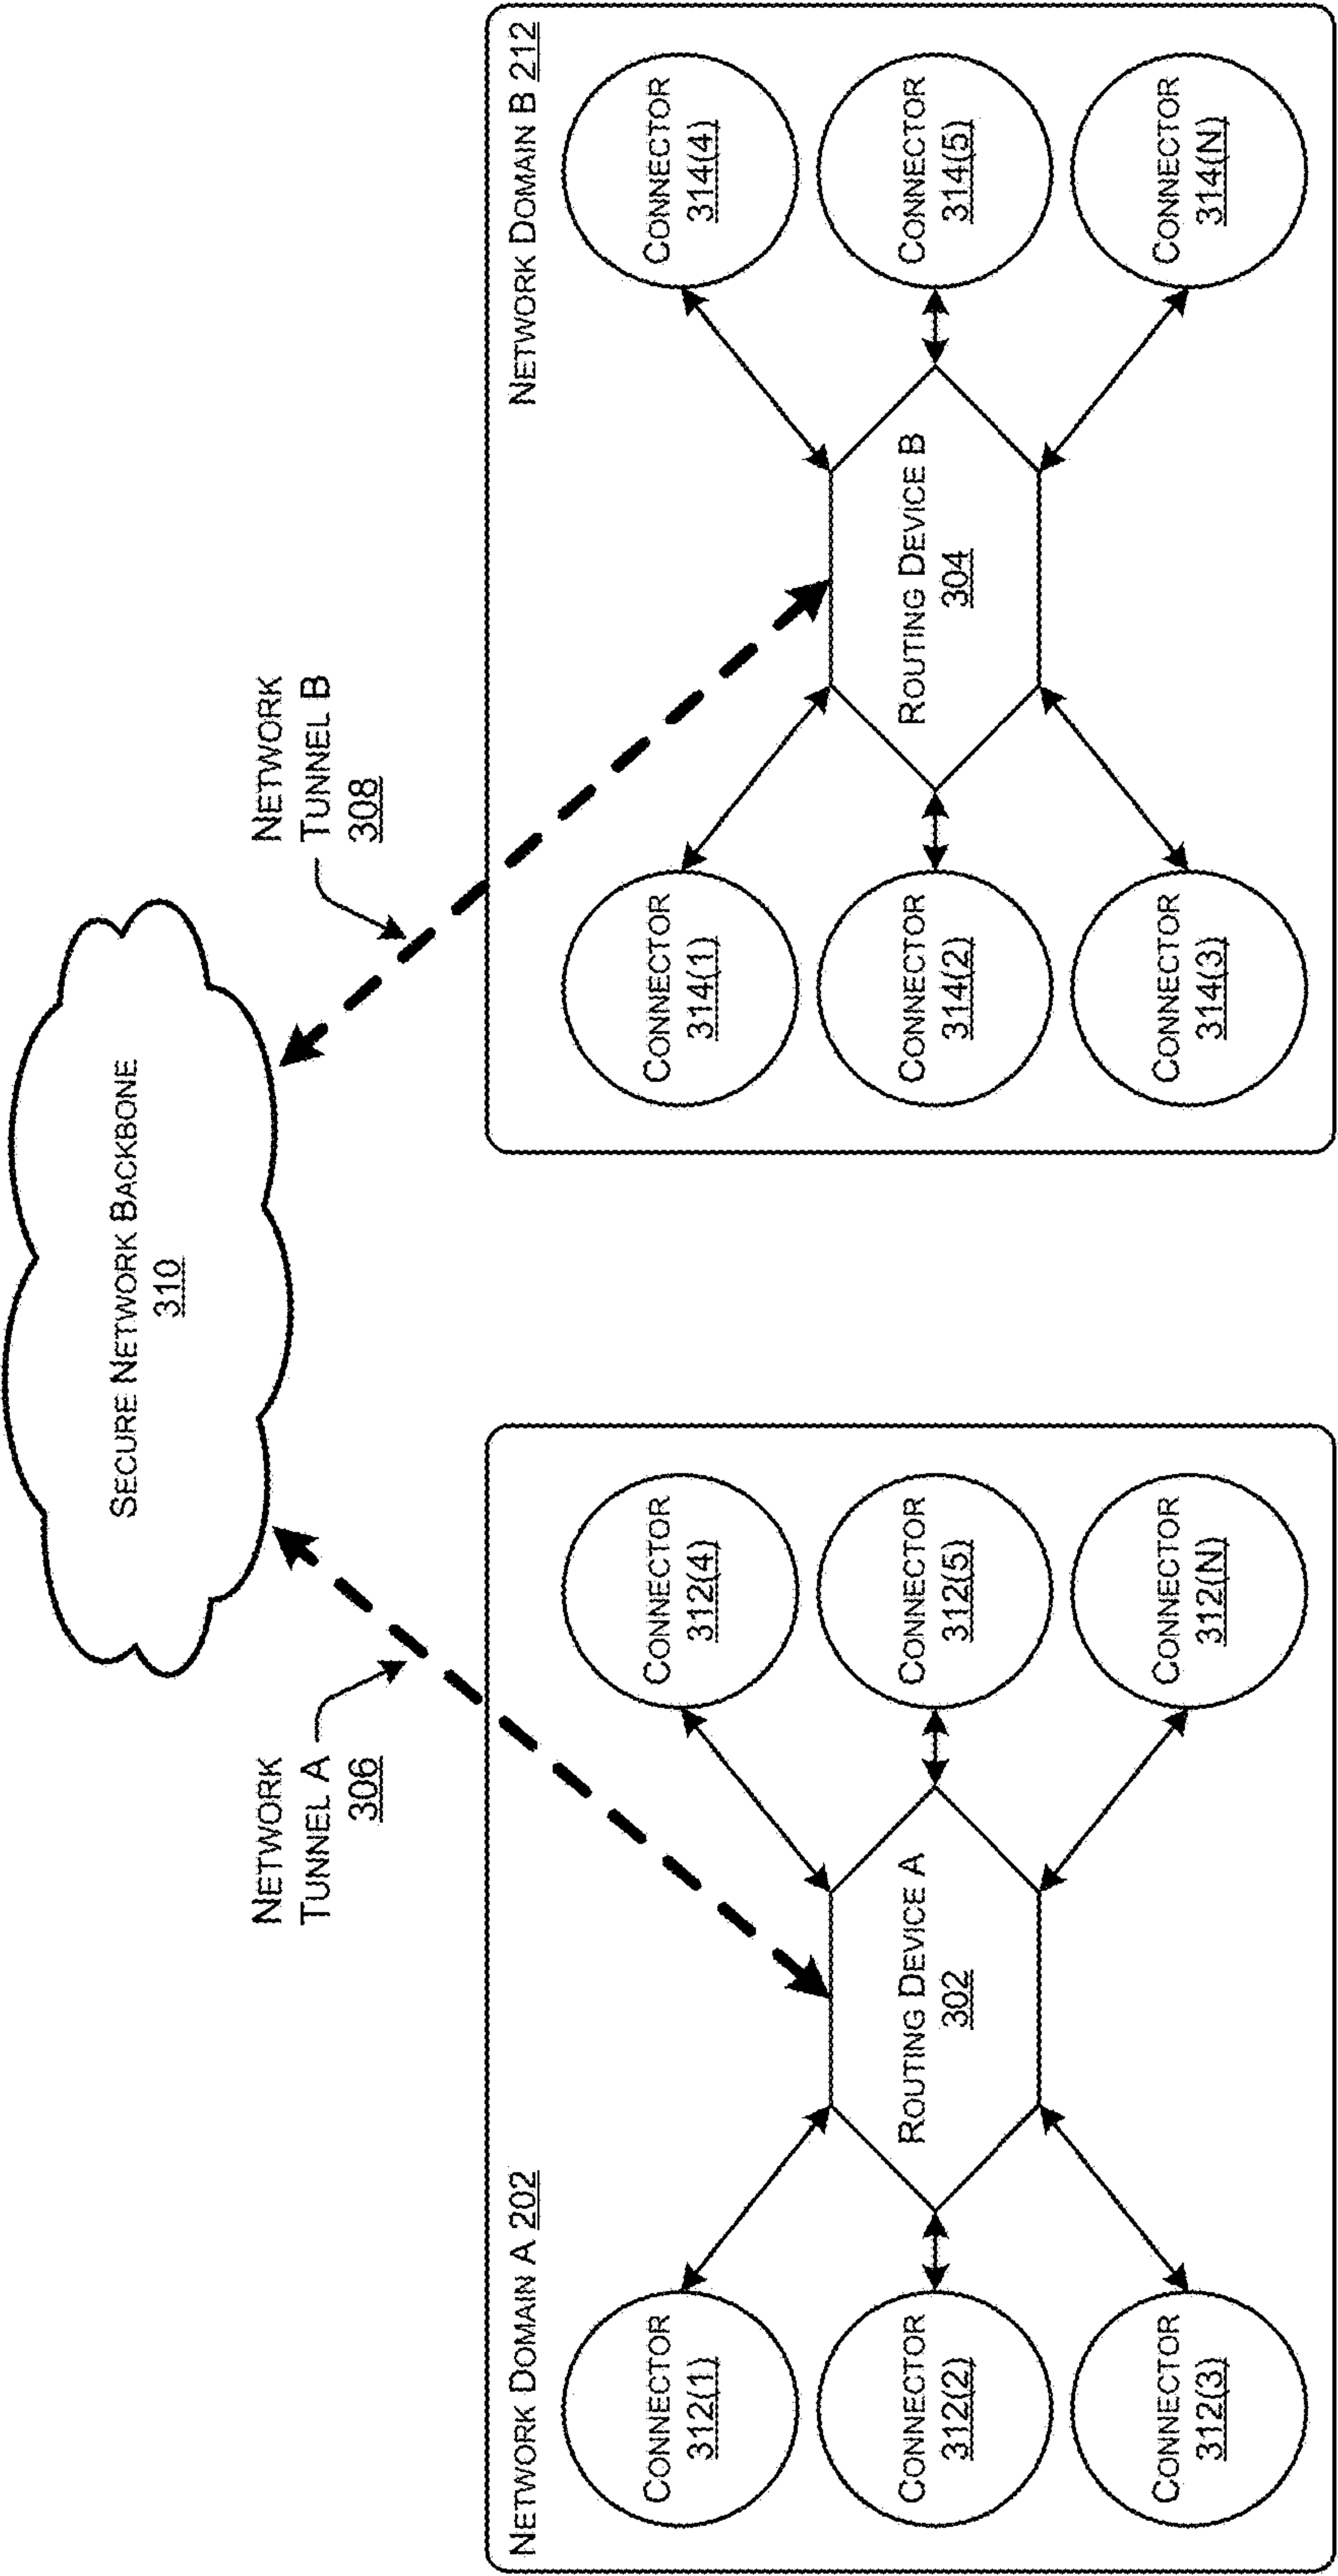 SECURE NETWORK BACKBONE
310
NETWORK
TUNNEL A
306
NETWORK
TUNNEL B
308
NETWORK DOMAIN A 202
CONNECTOR
312(1)
CONNECTOR
312(4)
CONNECTOR
312(2)
ROUTING DEVICE A
302
CONNECTOR
312(5)
CONNECTOR
312(3)
CONNECTOR
312(N)
NETWORK DOMAIN B 212
CONNECTOR
314(1)
CONNECTOR
314(4)
CONNECTOR
314(2)
ROUTING DEVICE B
304
CONNECTOR
314(5)
CONNECTOR
314(3)
CONNECTOR
314(N)